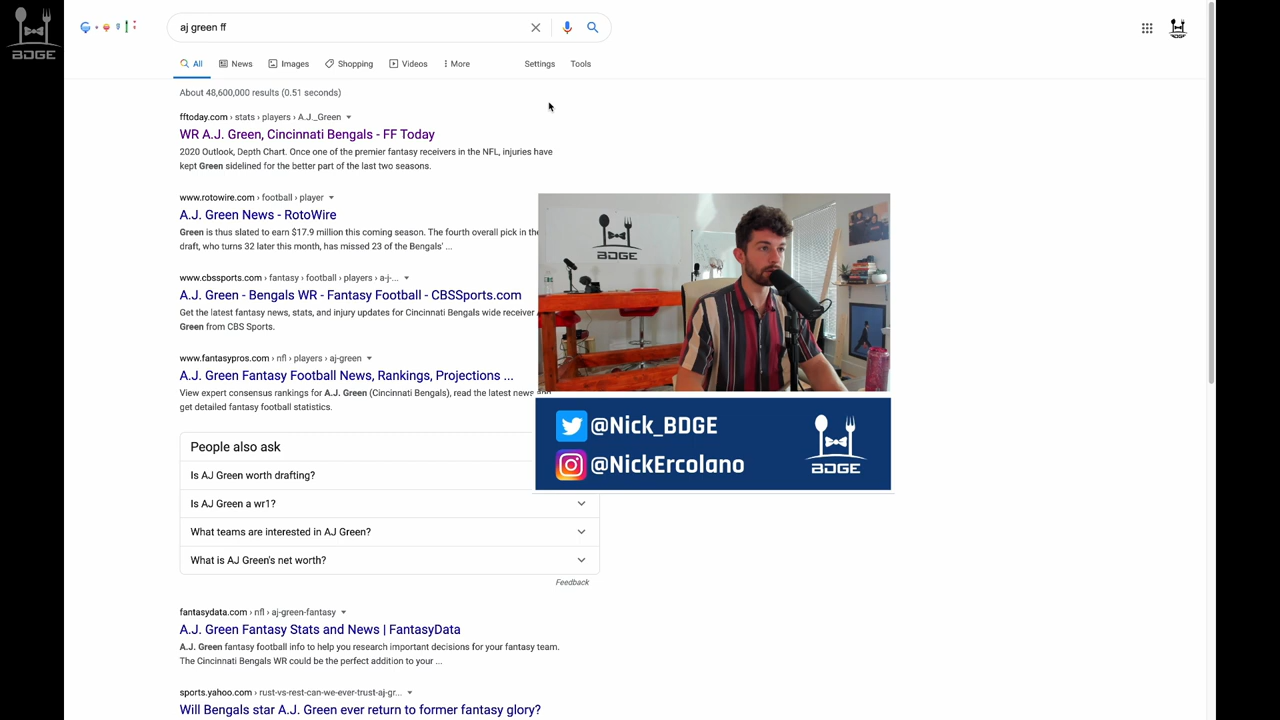 BDGE
aj green ff
All
News
Images
Shopping
Videos
More
Settings
Tools
About 48,600,000 results (0.51 seconds)
fftoday.com › stats › players › A.J._Green
WR A.J. Green, Cincinnati Bengals - FF Today
2020 Outlook, Depth Chart. Once one of the premier fantasy receivers in the NFL, injuries have
kept Green sidelined for the better part of the last two seasons.
www.rotowire.com › football › player
A.J. Green News - RotoWire
Green is thus slated to earn $17.9 million this coming season. The fourth overall pick in the
draft, who turns 32 later this month, has missed 23 of the Bengals' ...
www.cbssports.com › fantasy › football › players › a-j-...
A.J. Green - Bengals WR - Fantasy Football - CBSSports.com
Get the latest fantasy news, stats, and injury updates for Cincinnati Bengals wide receiver
Green from CBS Sports.
www.fantasypros.com › nfl › players › aj-green
A.J. Green Fantasy Football News, Rankings, Projections ...
View expert consensus rankings for A.J. Green (Cincinnati Bengals), read the latest news and
get detailed fantasy football statistics.
BDGE
@Nick_BDGE
@NickErcolano
BDGE
People also ask
Is AJ Green worth drafting?
Is AJ Green a wr1?
What teams are interested in AJ Green?
What is AJ Green's net worth?
Feedback
fantasydata.com › nfl › aj-green-fantasy
A.J. Green Fantasy Stats and News | FantasyData
A.J. Green fantasy football info to help you research important decisions for your fantasy team.
The Cincinnati Bengals WR could be the perfect addition to your ...
sports.yahoo.com › rust-vs-rest-can-we-ever-trust-aj-gr...
Will Bengals star A.J. Green ever return to former fantasy glory?